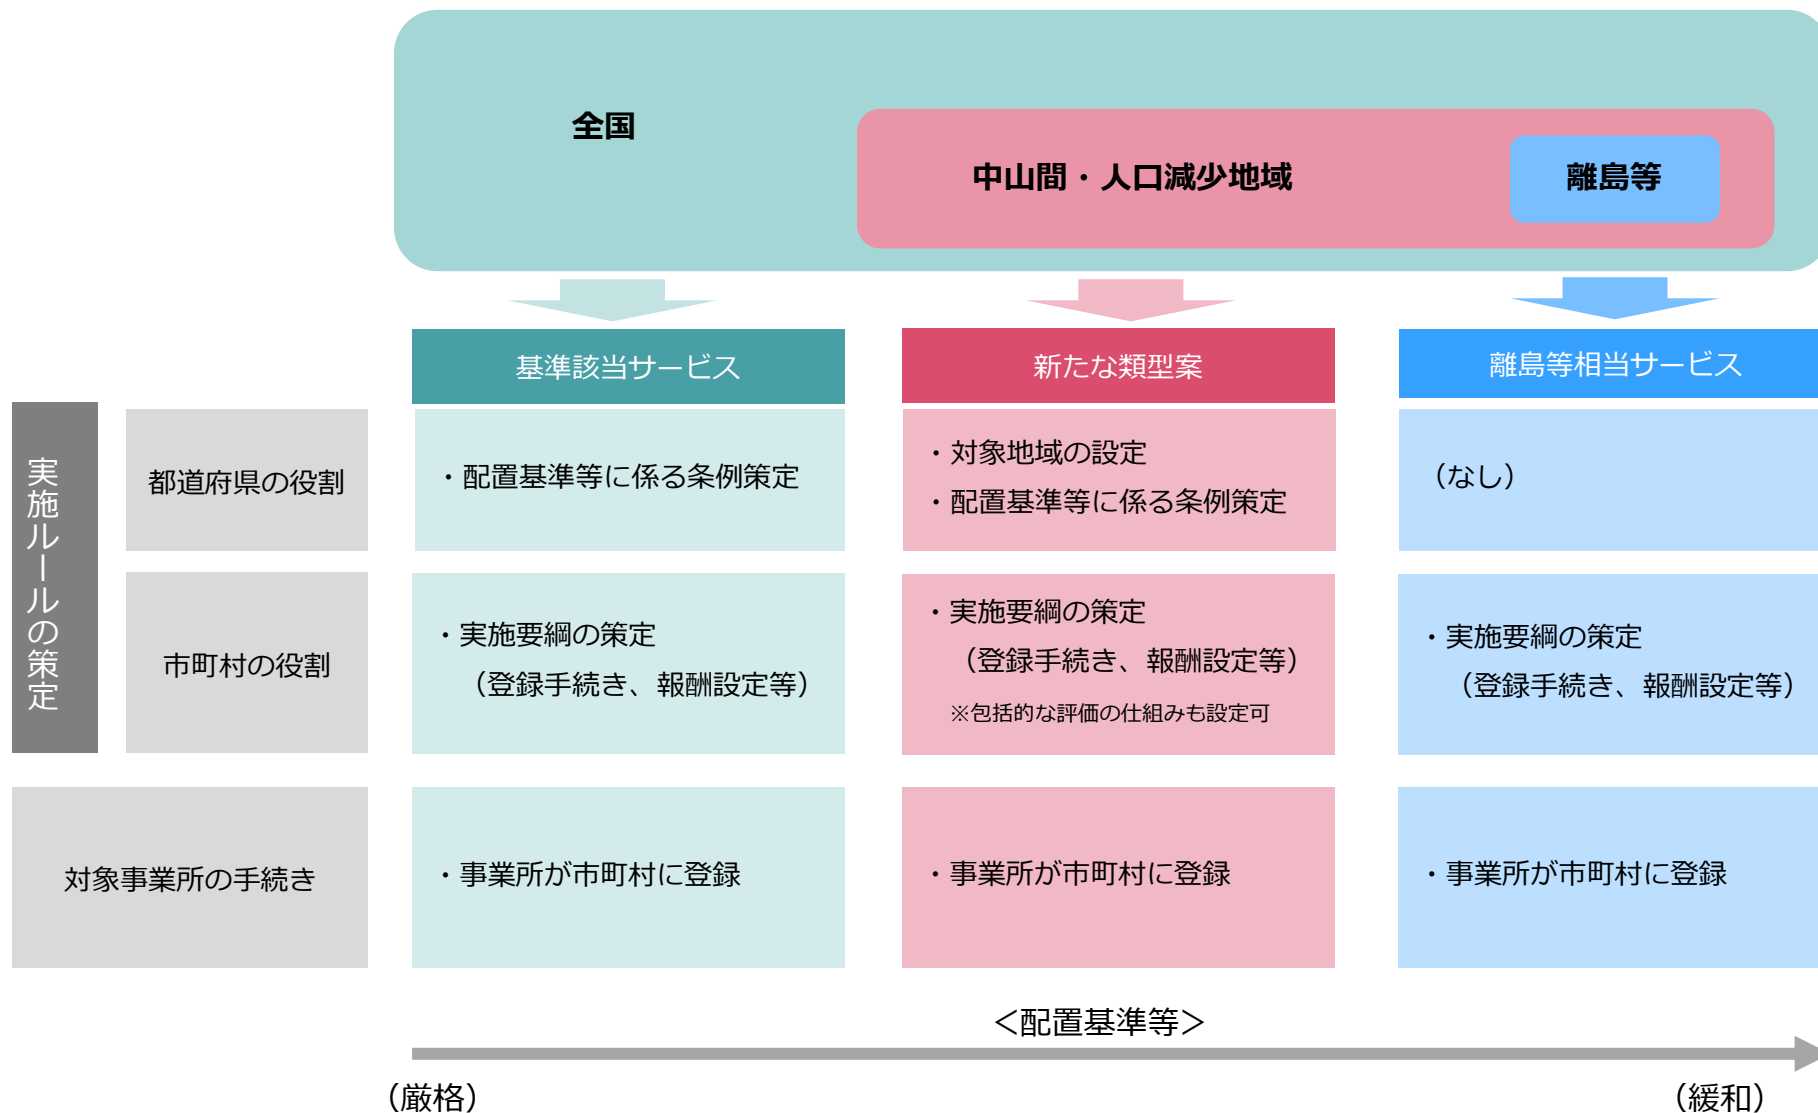 全国
中山間・人口減少地域
離島等
基準該当サービス
新たな類型案
離島等相当サービス
実施ルールの策定
都道府県の役割
・配置基準等に係る条例策定
・対象地域の設定
・配置基準等に係る条例策定
（なし）
市町村の役割
・実施要綱の策定
（登録手続き、報酬設定等）
・実施要綱の策定
（登録手続き、報酬設定等）
※包括的な評価の仕組みも設定可
・実施要綱の策定
（登録手続き、報酬設定等）
対象事業所の手続き
・事業所が市町村に登録
・事業所が市町村に登録
・事業所が市町村に登録
＜配置基準等＞
（厳格）
（緩和）